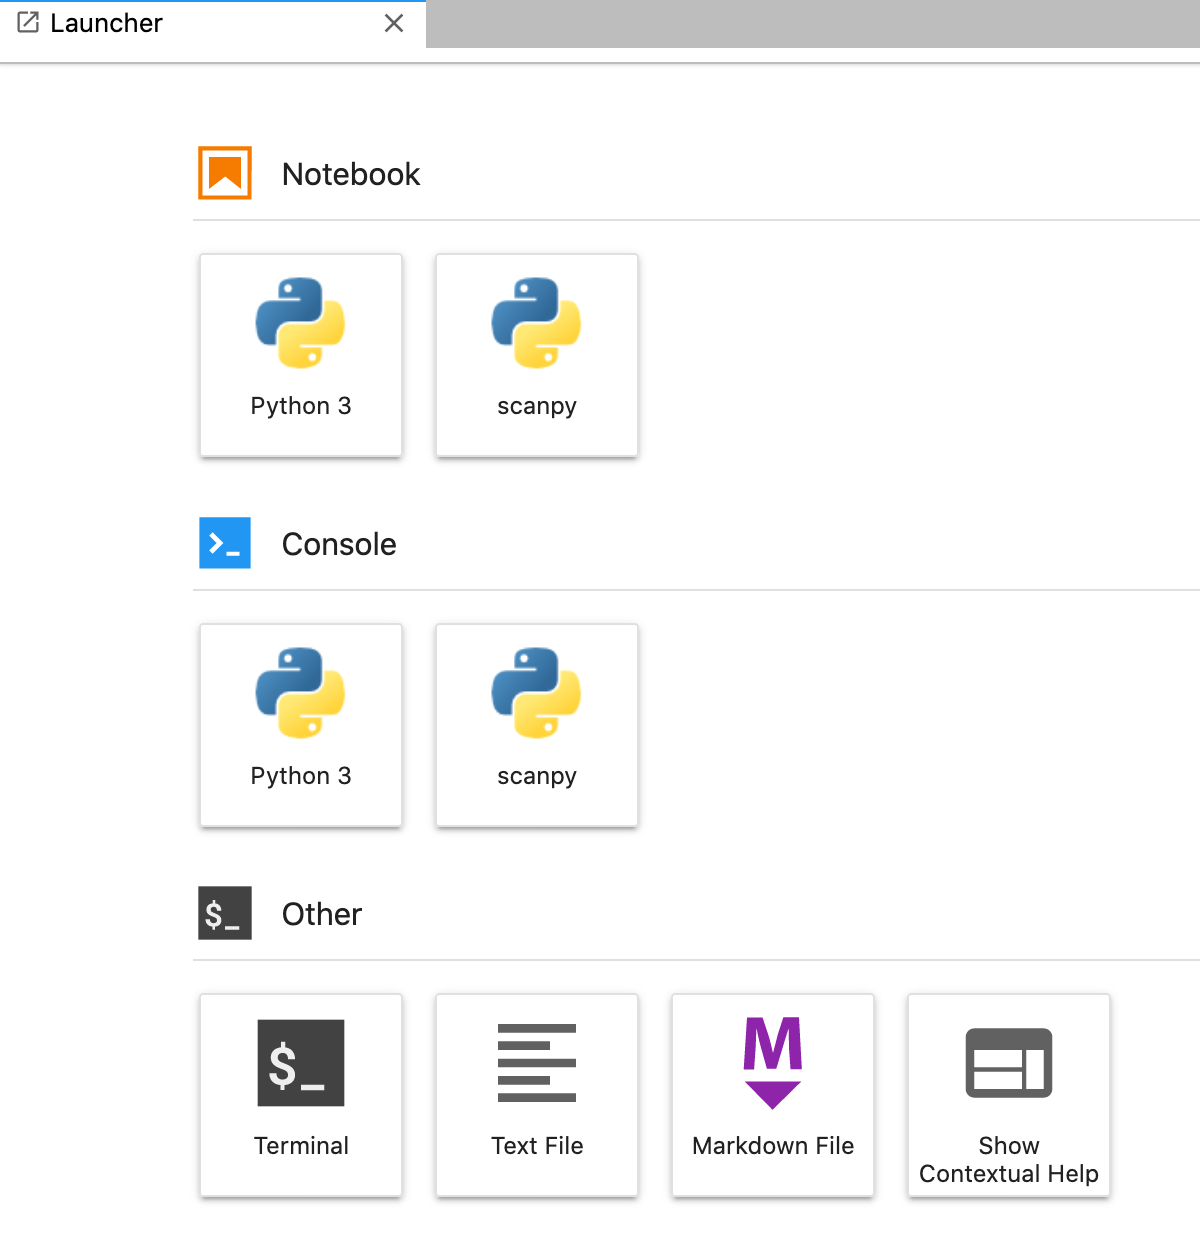 Launcher
Notebook
Python 3
scanpy
Console
Python 3
scanpy
$_ Other
$_
Terminal
Text File
Markdown File
Show
Contextual Help